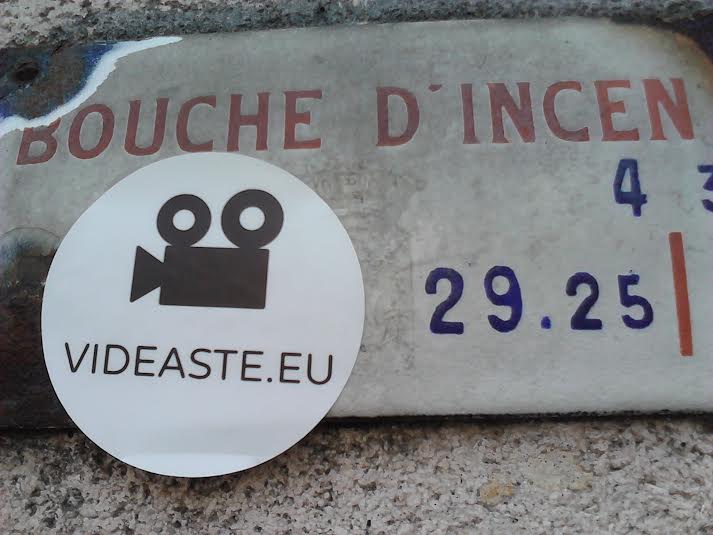 BOUCHE D'INCEN
4 3
29.25
VIDEASTE.EU